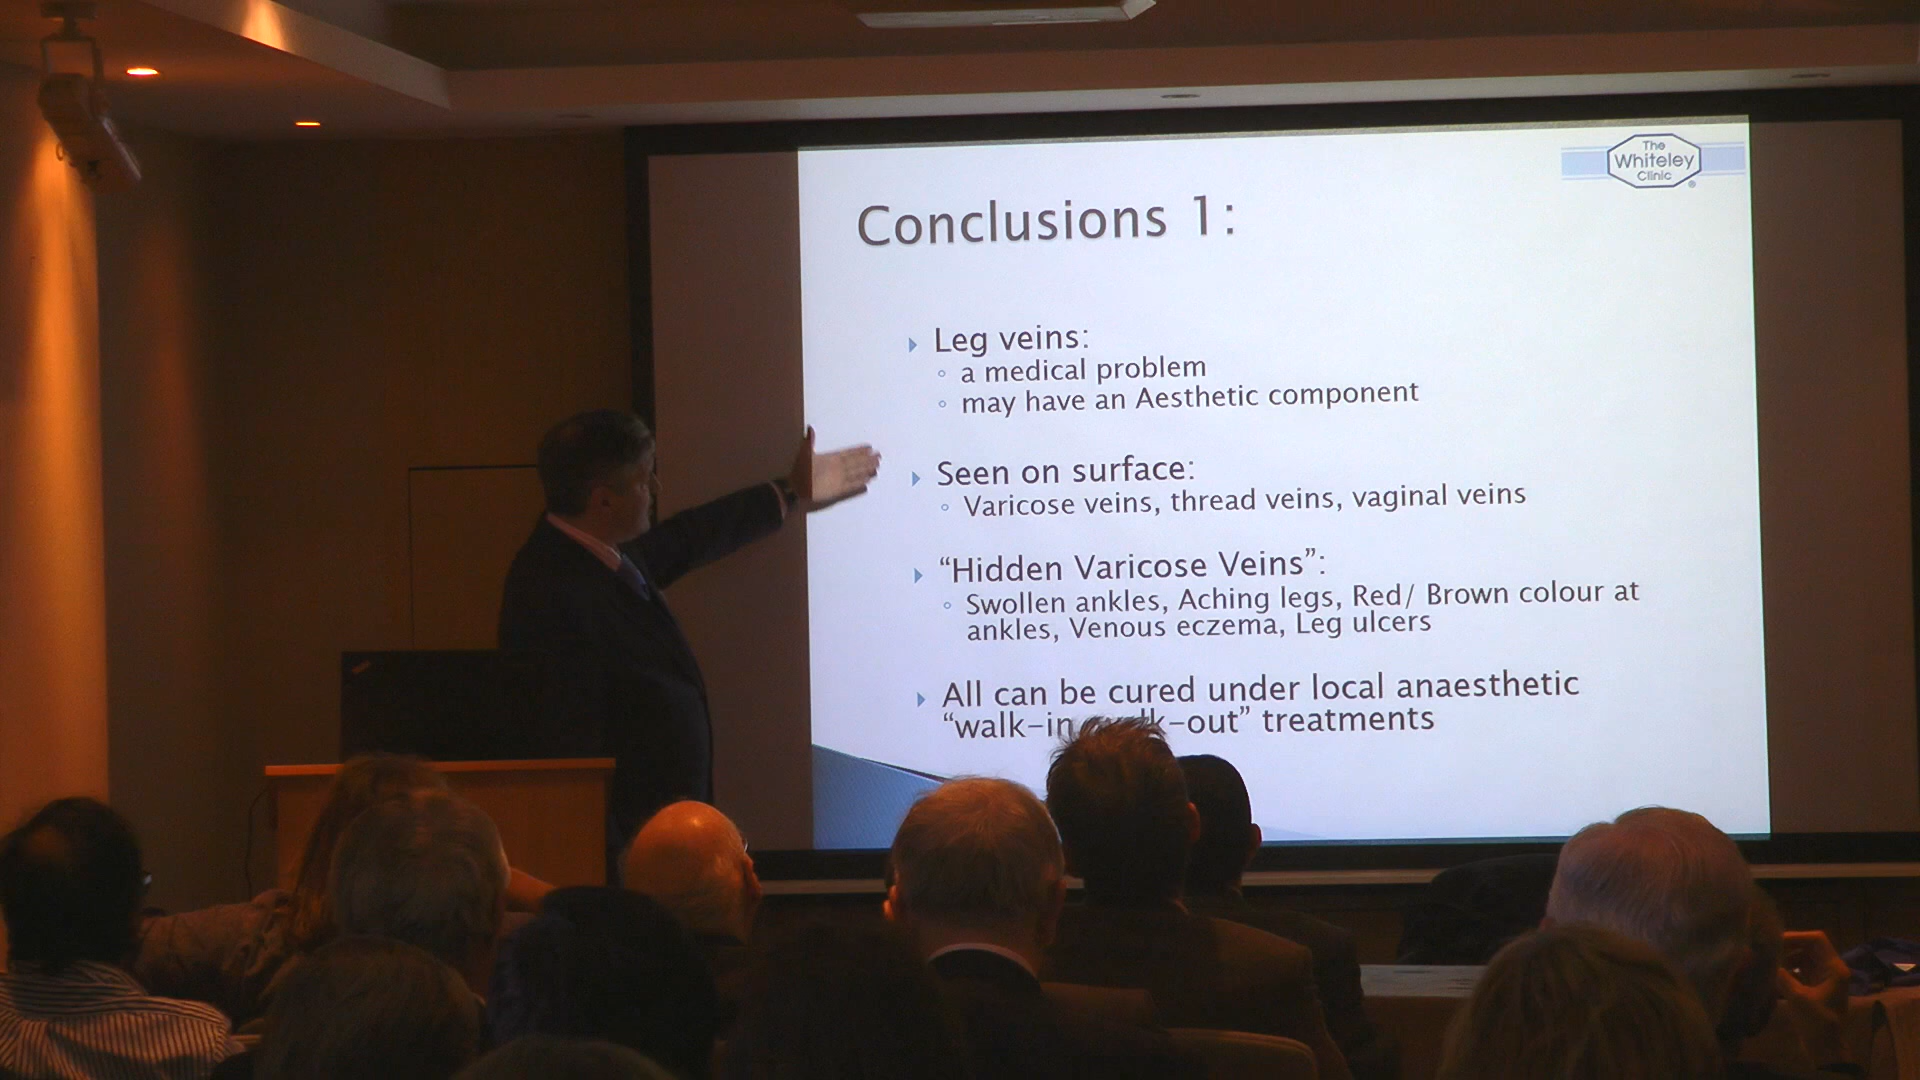 The
Whiteley
Clinic
®
Conclusions 1:
Leg veins:
a medical problem
may have an Aesthetic component
Seen on surface:
Varicose veins, thread veins, vaginal veins
“Hidden Varicose Veins”:
Swollen ankles, Aching legs, Red/ Brown colour at
ankles, Venous eczema, Leg ulcers
All can be cured under local anaesthetic
“walk-in -out” treatments